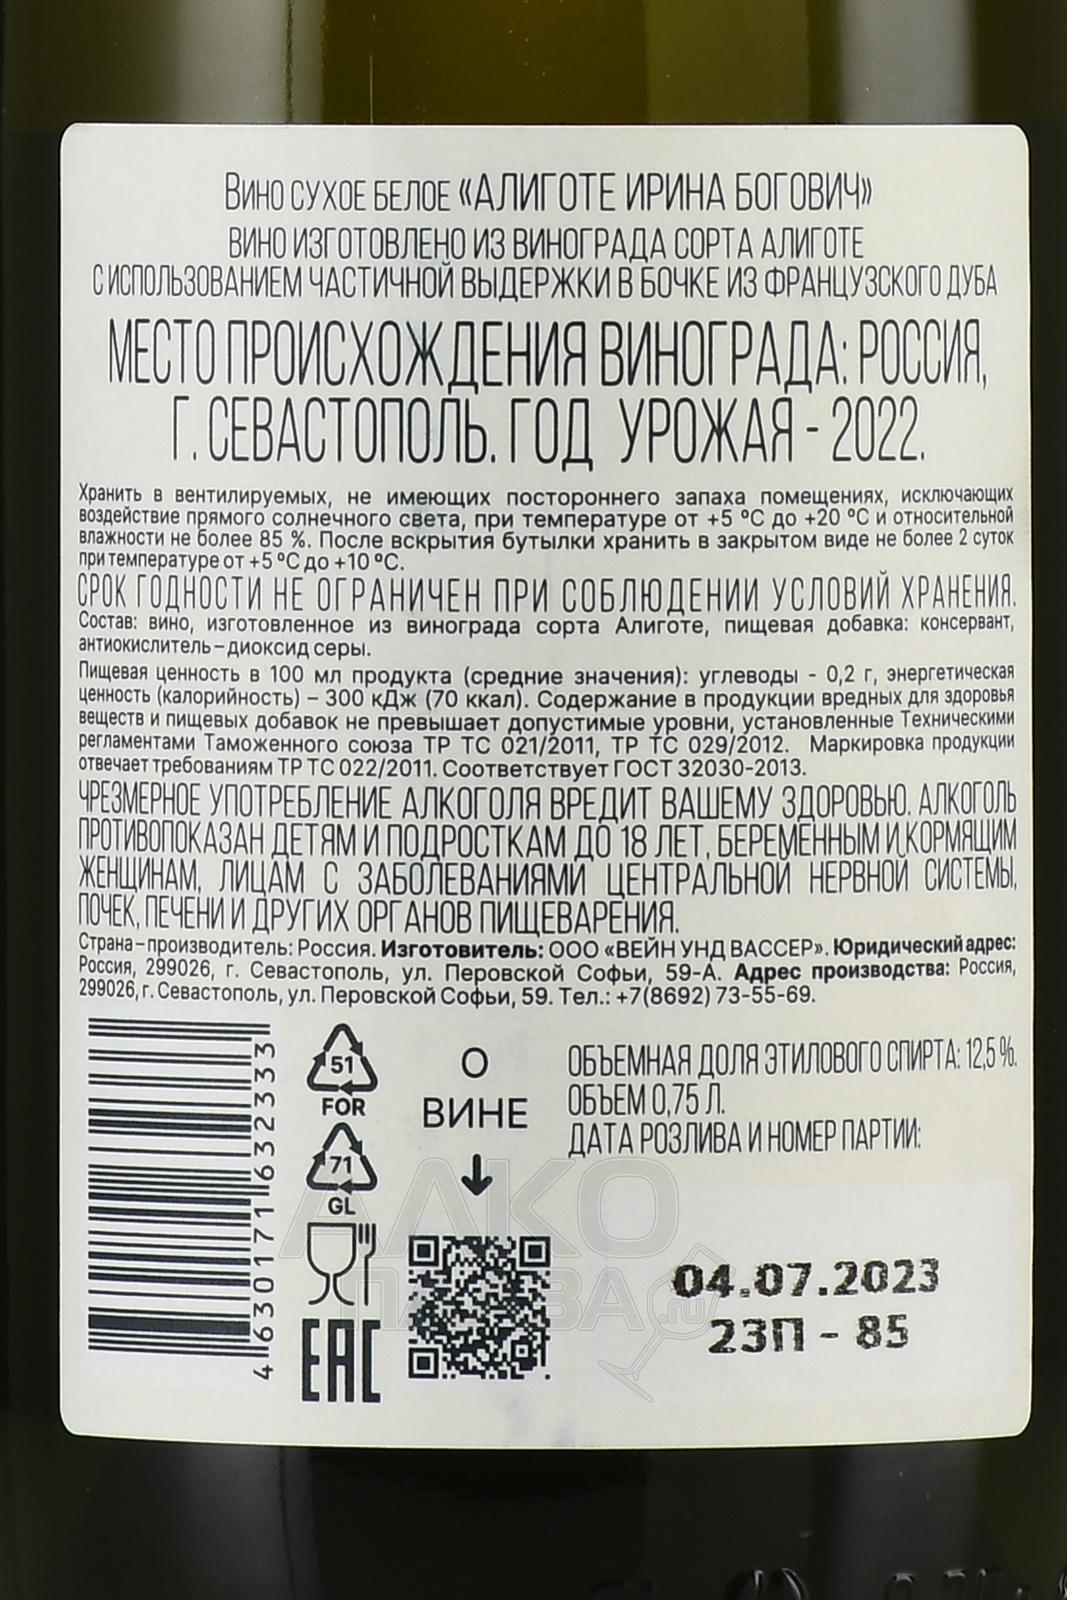 Вино сухое белое «АЛИГОТЕ ИРИНА БОГОВИЧ»
ВИНО ИЗГОТОВЛЕНО ИЗ ВИНОГРАДА СОРТА АЛИГОТЕ
С ИСПОЛЬЗОВАНИЕМ ЧАСТИЧНОЙ ВЫДЕРЖКИ В БОЧКЕ ИЗ ФРАНЦУЗСКОГО ДУБА
МЕСТО ПРОИСХОЖДЕНИЯ ВИНОГРАДА: РОССИЯ,
Г. СЕВАСТОПОЛЬ. ГОД УРОЖАЯ - 2022.
Хранить в вентилируемых, не имеющих постороннего запаха помещениях, исключающих
воздействие прямого солнечного света, при температуре от +5 °C до +20 °C и относительной
влажности не более 85 %. После вскрытия бутылки хранить в закрытом виде не более 2 суток
при температуре от +5 °C до +10 °C.
СРОК ГОДНОСТИ НЕ ОГРАНИЧЕН ПРИ СОБЛЮДЕНИИ УСЛОВИЙ ХРАНЕНИЯ.
Состав: вино, изготовленное из винограда сорта Алиготе, пищевая добавка: консервант,
антиокислитель – диоксид серы.
Пищевая ценность в 100 мл продукта (средние значения): углеводы - 0,2 г, энергетическая
ценность (калорийность) – 300 кДж (70 ккал). Содержание в продукции вредных для здоровья
веществ и пищевых добавок не превышает допустимые уровни, установленные Техническими
регламентами Таможенного союза ТР ТС 021/2011, ТР ТС 029/2012. Маркировка продукции
отвечает требованиям ТР ТС 022/2011. Соответствует ГОСТ 32030-2013.
ЧРЕЗМЕРНОЕ УПОТРЕБЛЕНИЕ АЛКОГОЛЯ ВРЕДИТ ВАШЕМУ ЗДОРОВЬЮ. АЛКОГОЛЬ
ПРОТИВОПОКАЗАН ДЕТЯМ И ПОДРОСТКАМ ДО 18 ЛЕТ, БЕРЕМЕННЫМ И КОРМЯЩИМ
ЖЕНЩИНАМ, ЛИЦАМ С ЗАБОЛЕВАНИЯМИ ЦЕНТРАЛЬНОЙ НЕРВНОЙ СИСТЕМЫ,
ПОЧЕК, ПЕЧЕНИ И ДРУГИХ ОРГАНОВ ПИЩЕВАРЕНИЯ.
Страна – производитель: Россия. Изготовитель: ООО «ВЕЙН УНД ВАССЕР». Юридический адрес:
Россия, 299026, г. Севастополь, ул. Перовской Софьи, 59-А. Адрес производства: Россия,
299026, г. Севастополь, ул. Перовской Софьи, 59. Тел.: +7(8692) 73-55-69.
4 630171 632333
51
FOR
71
GL
EAC
О
ВИНЕ
ОБЪЕМНАЯ ДОЛЯ ЭТИЛОВОГО СПИРТА: 12,5 %.
ОБЪЕМ 0,75 Л.
ДАТА РОЗЛИВА И НОМЕР ПАРТИИ:
04.07.2023
23П - 85
АЛКО
ПРАВА.ru